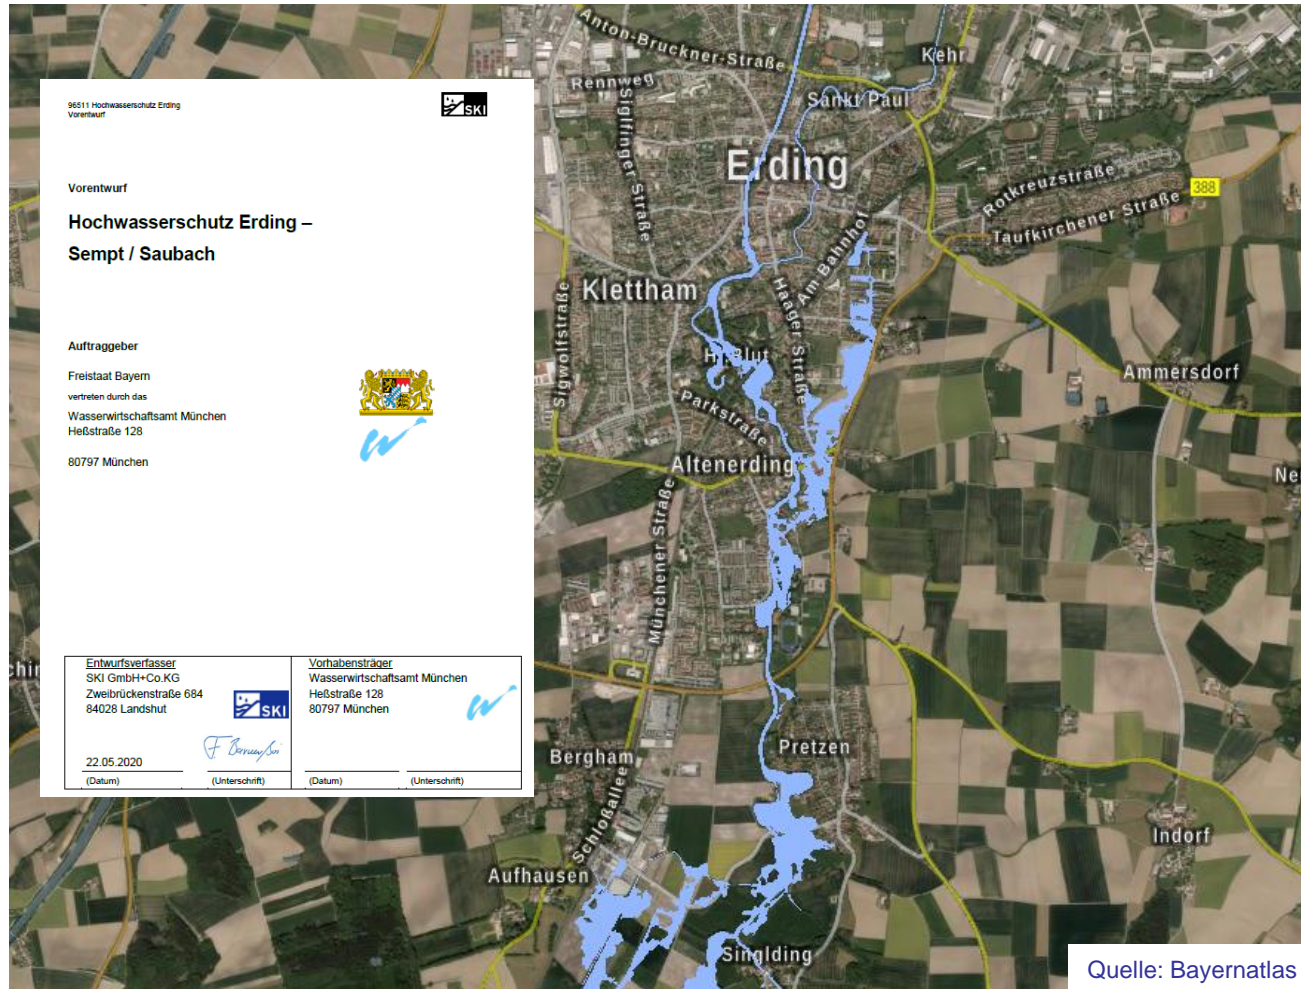 96511 Hochwasserschutz Erding
Vorentwurf
SKI
Vorentwurf
Hochwasserschutz Erding –
Sempt / Saubach
Auftraggeber
Freistaat Bayern
vertreten durch das
Wasserwirtschaftsamt München
Heßstraße 128
80797 München
Entwurfsverfasser
SKI GmbH+Co.KG
Zweibrückenstraße 684
84028 Landshut
SKI
22.05.2020
(Datum)
(Unterschrift)
Vorhabensträger
Wasserwirtschaftsamt München
Heßstraße 128
80797 München
(Datum)
(Unterschrift)
Anton-Bruckner-Straße
Kehr
Rennweg
Siglfinger Straße
Sankt Paul
Erding
Rotkreuzstraße
388
Taufkirchener Straße
Am Bahnhof
Klettham
Haager Straße
Sigwolfstraße
Hl. Blut
Ammersdorf
Parkstraße
Altenerding
Münchener Straße
Pretzen
Bergham
Schloßallee
Indorf
Aufhausen
Singlding
Quelle: Bayernatlas